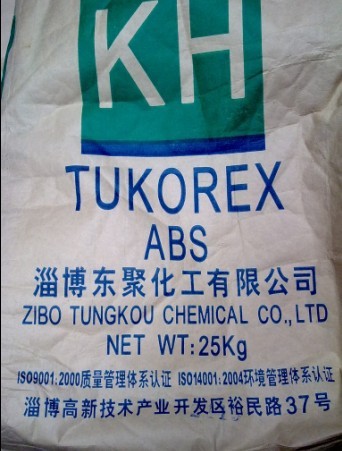 KH
TUKOREX
ABS
淄博东聚化工有限公司
ZIBO TUNGKOU CHEMICAL CO.,LTD
NET WT:25Kg
ISO9001:2000质量管理体系认证 ISO14001:2004环境管理体系认证
淄博高新技术产业开发区裕民路37号